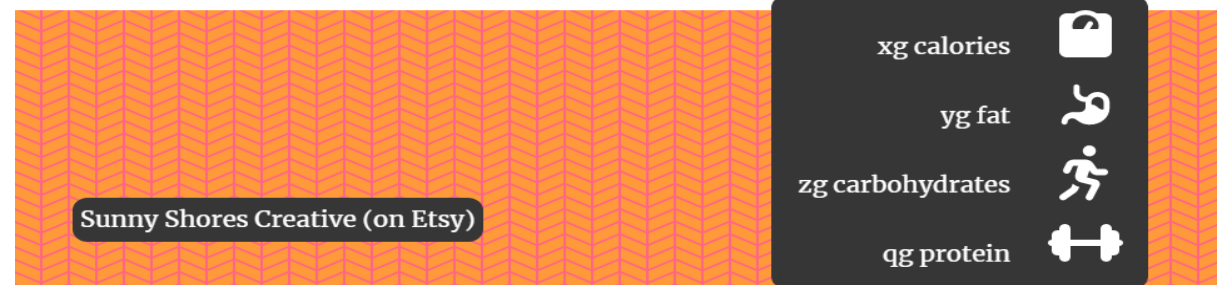 xg calories
yg fat
zg carbohydrates
Sunny Shores Creative (on Etsy)
qg protein